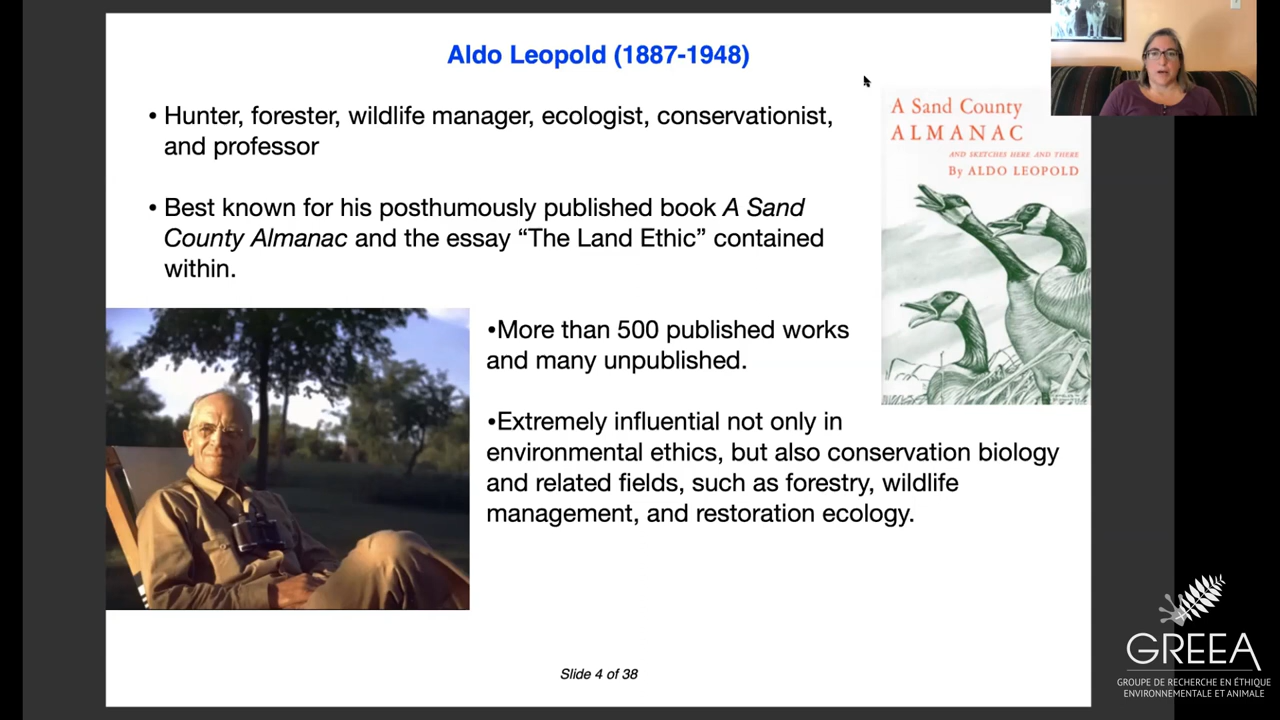 Aldo Leopold (1887-1948)
• Hunter, forester, wildlife manager, ecologist, conservationist,
and professor
• Best known for his posthumously published book A Sand
County Almanac and the essay “The Land Ethic” contained
within.
•More than 500 published works
and many unpublished.
•Extremely influential not only in
environmental ethics, but also conservation biology
and related fields, such as forestry, wildlife
management, and restoration ecology.
A Sand County
ALMANAC
AND SKETCHES HERE AND THERE
By ALDO LEOPOLD
Slide 4 of 38
GREEA
GROUPE DE RECHERCHE EN ÉTHIQUE
ENVIRONNEMENTALE ET ANIMALE